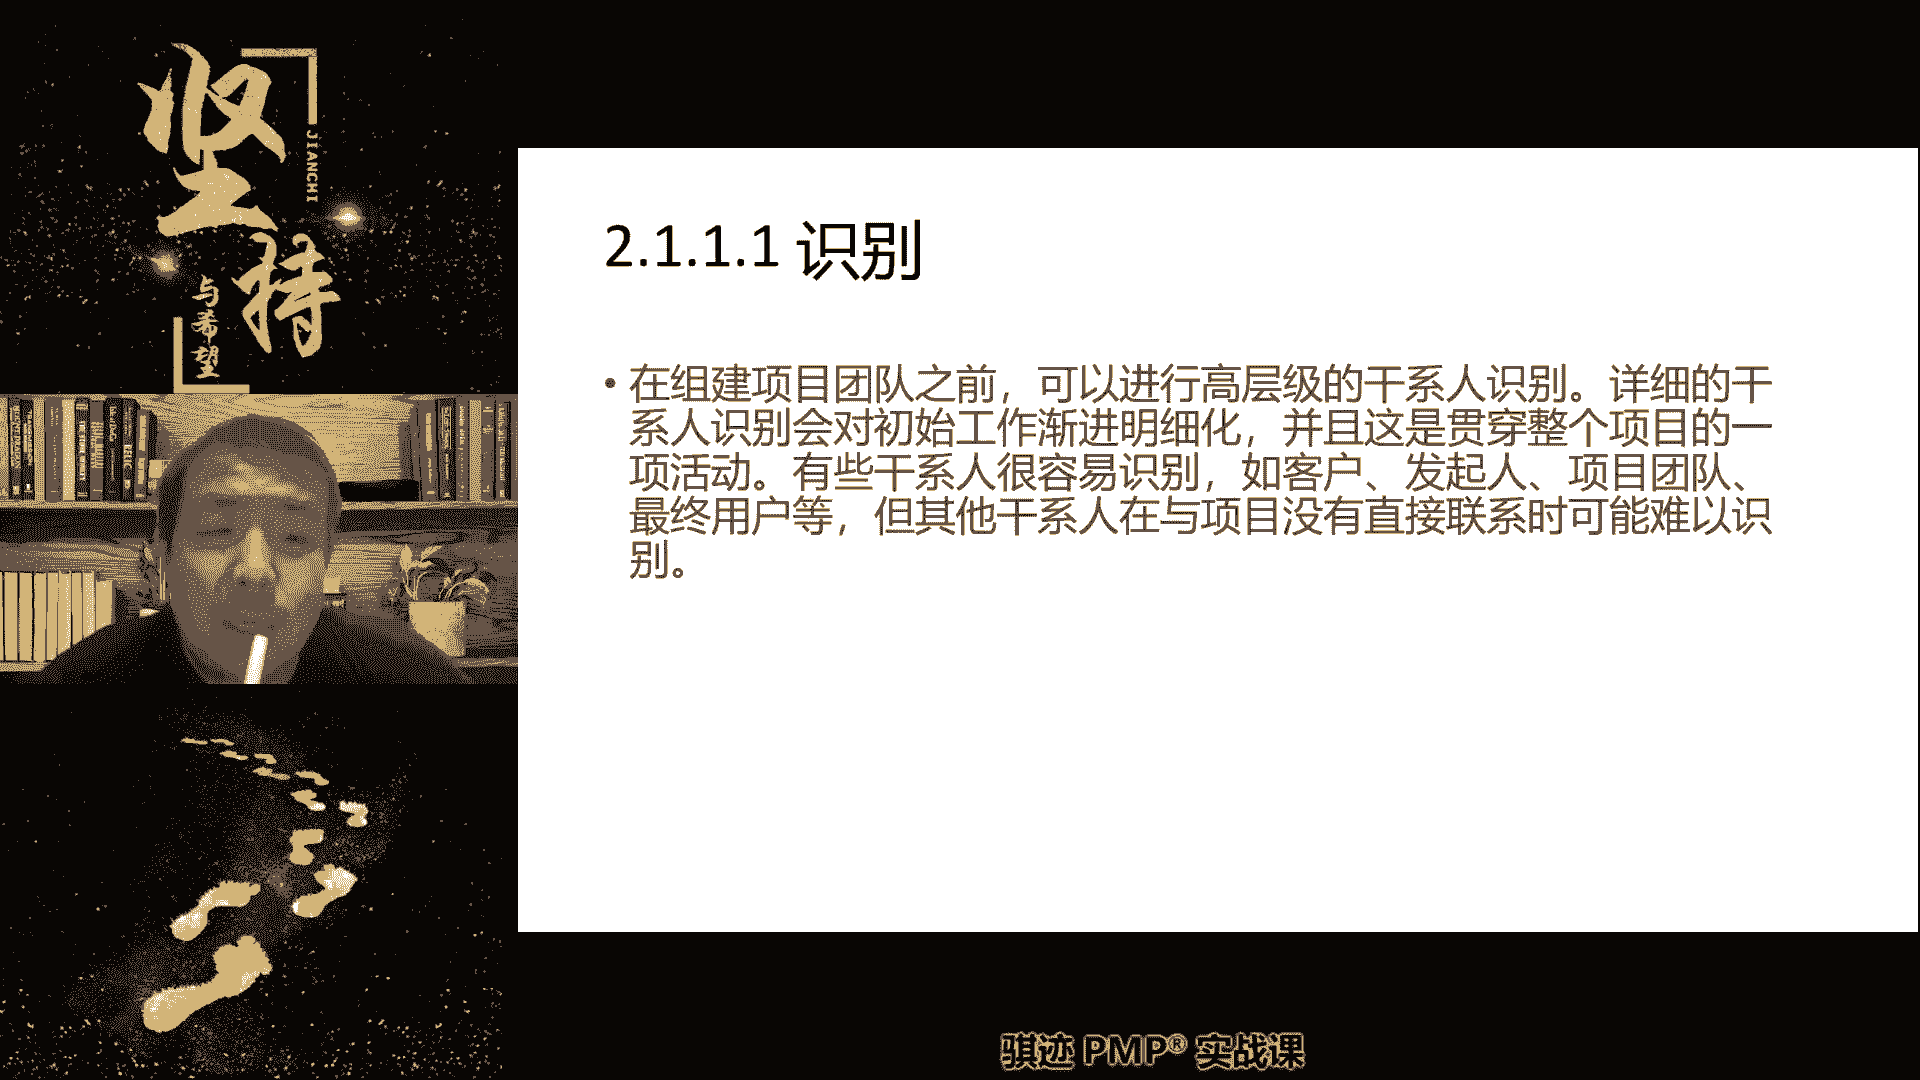 坚持
JIANCHI
与希望
2.1.1.1 识别
• 在组建项目团队之前，可以进行高层级的干系人识别。详细的干
系人识别会对初始工作渐进明细化，并且这是贯穿整个项目的一
项活动。有些干系人很容易识别，如客户、发起人、项目团队、
最终用户等，但其他干系人在与项目没有直接联系时可能难以识
别。
骐迹 PMP® 实战课